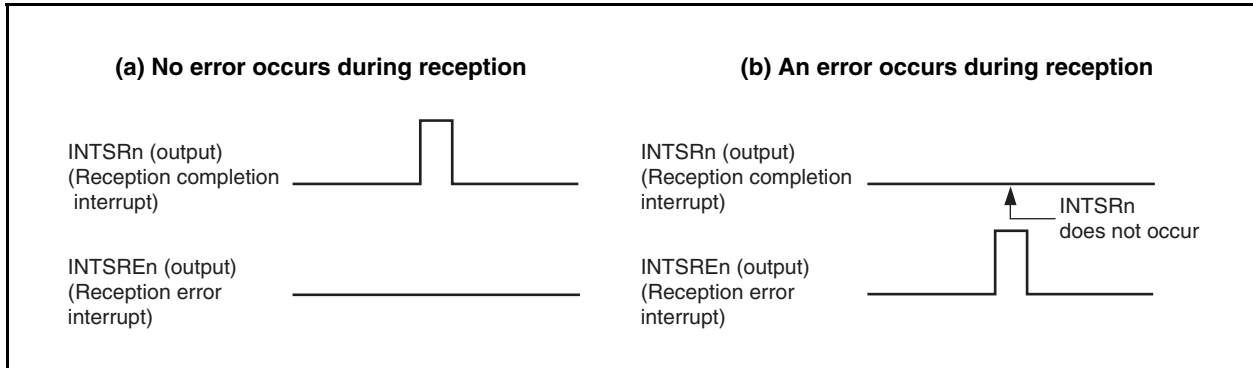 (a) No error occurs during reception
INTSRn (output)
(Reception completion
interrupt)
INTSREn (output)
(Reception error
interrupt)
(b) An error occurs during reception
INTSRn (output)
(Reception completion
interrupt)
INTSRn
does not occur
INTSREn (output)
(Reception error
interrupt)